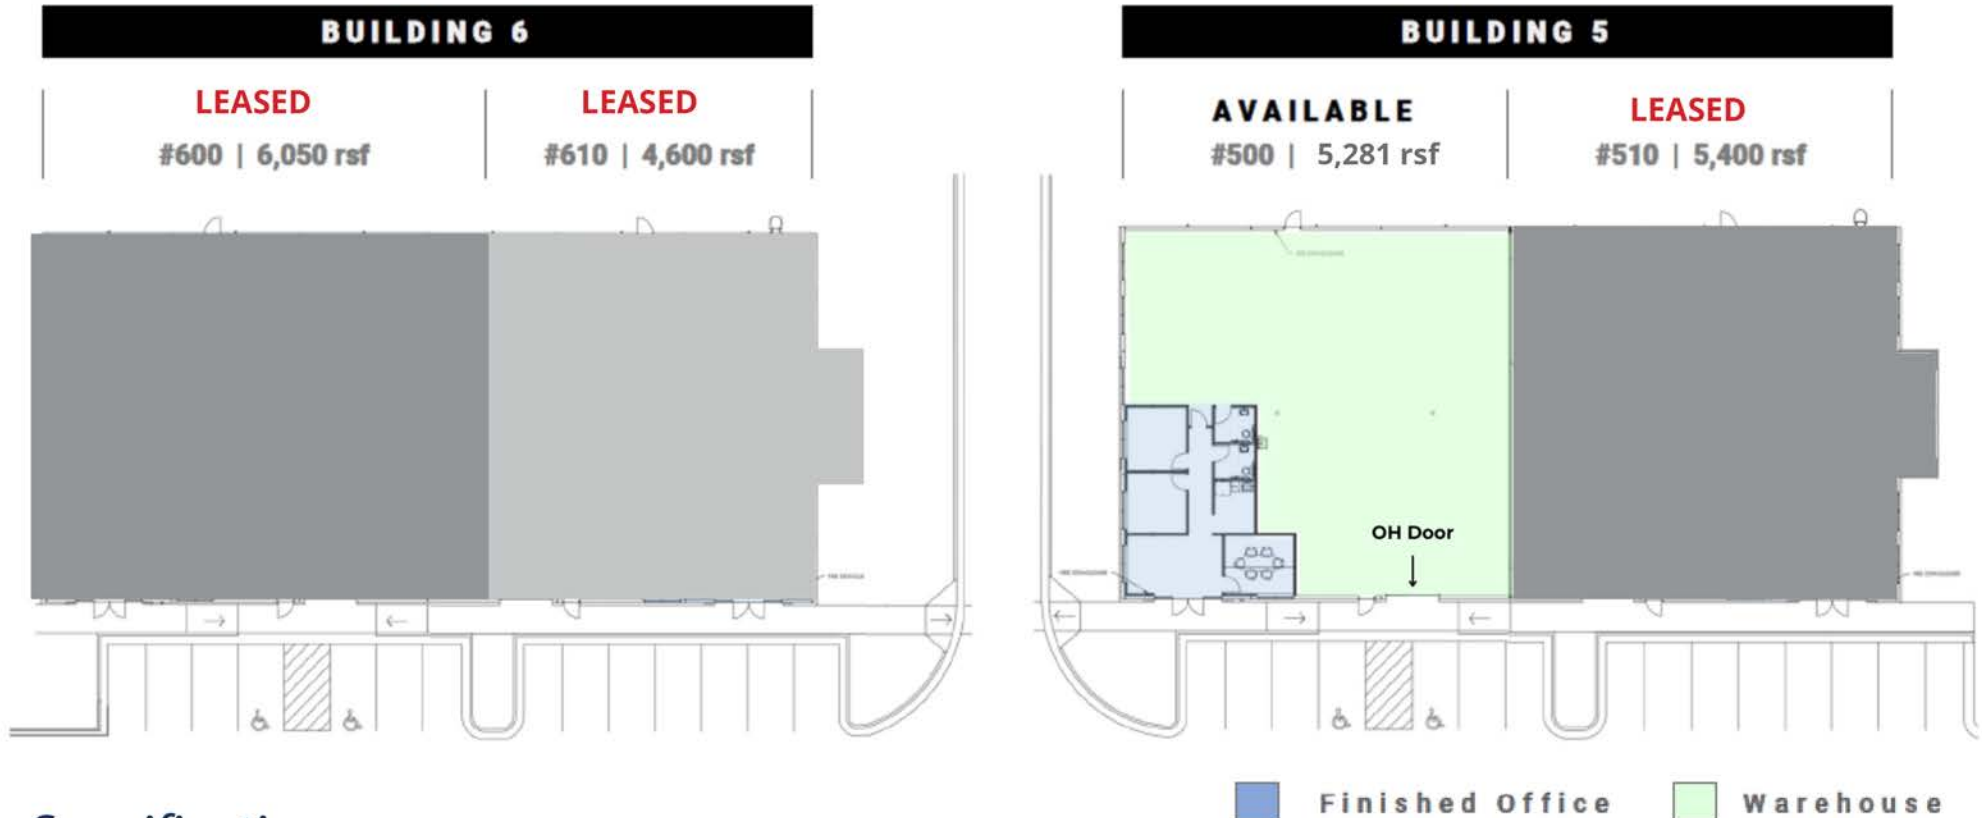 BUILDING 6
BUILDING 5
LEASED
LEASED
AVAILABLE
LEASED
#600 | 6,050 rsf
#610 | 4,600 rsf
#500 | 5,281 rsf
#510 | 5,400 rsf
OH Door
Finished Office
Warehouse